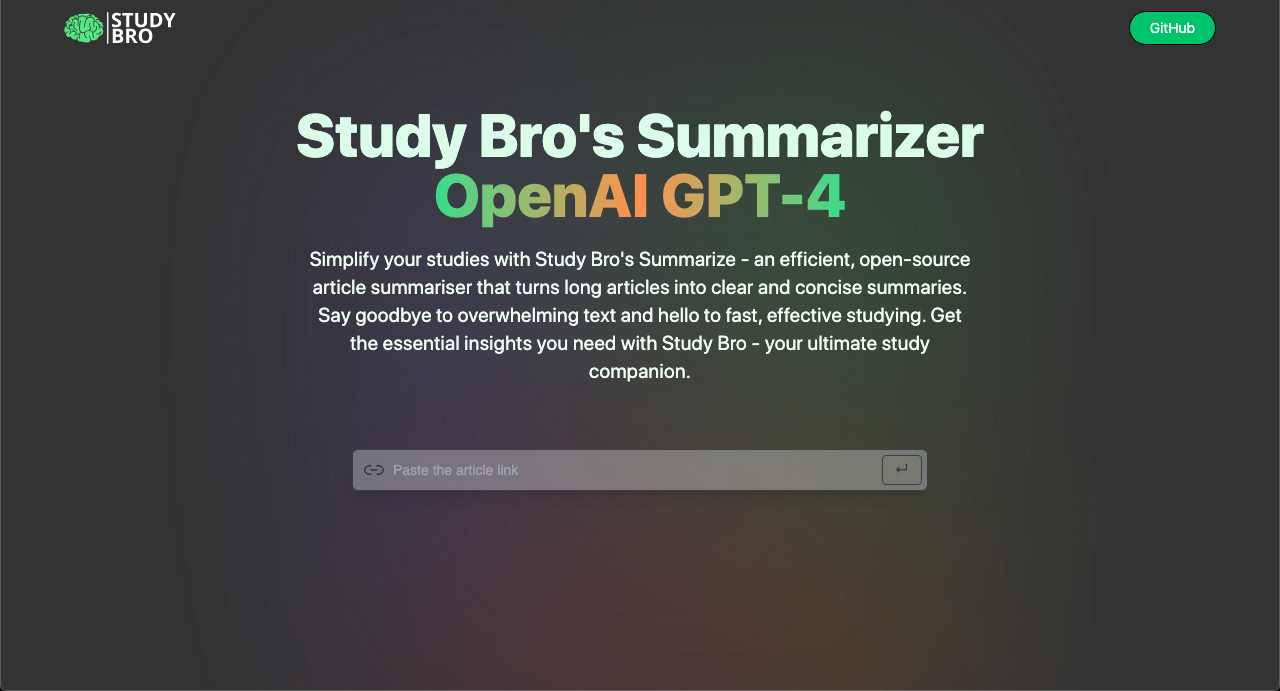 STUDY
BRO
GitHub
Study Bro's Summarizer
OpenAI GPT-4
Simplify your studies with Study Bro's Summarize - an efficient, open-source
article summariser that turns long articles into clear and concise summaries.
Say goodbye to overwhelming text and hello to fast, effective studying. Get
the essential insights you need with Study Bro - your ultimate study
companion.
Paste the article link